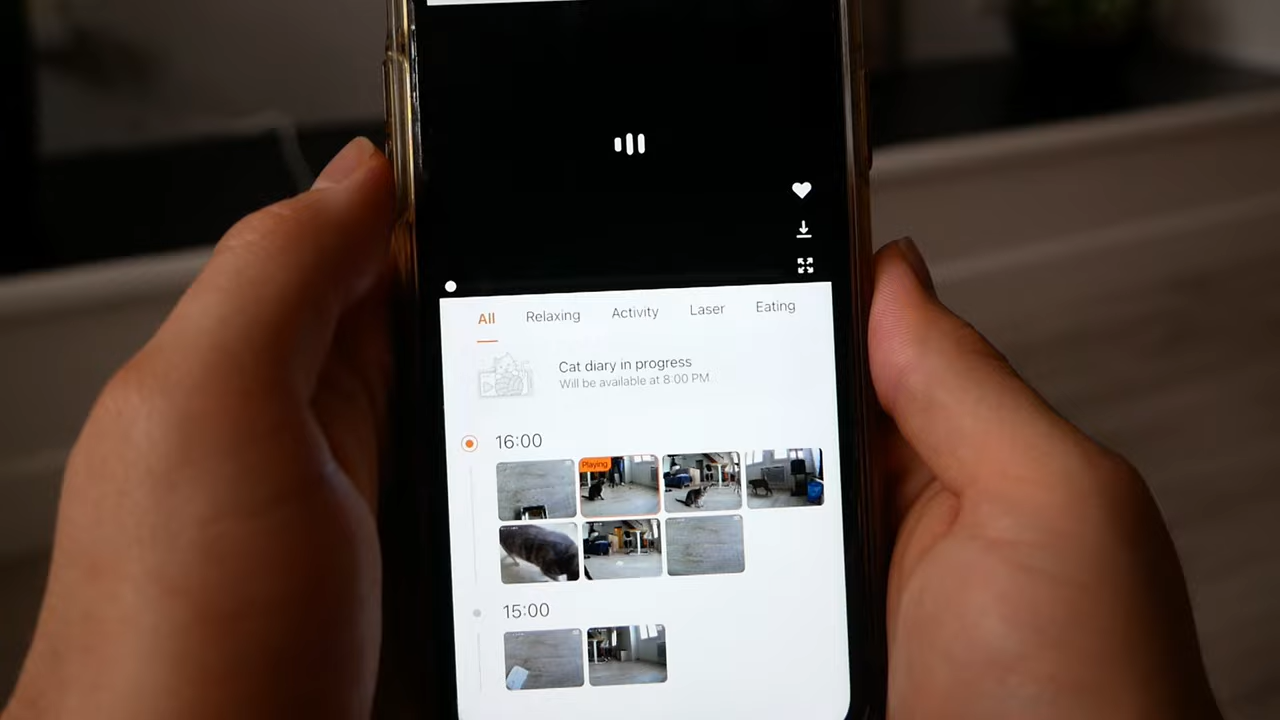 All Relaxing Activity Laser Eating
Cat diary in progress
Will be available at 8:00 PM
16:00
Playing
15:00